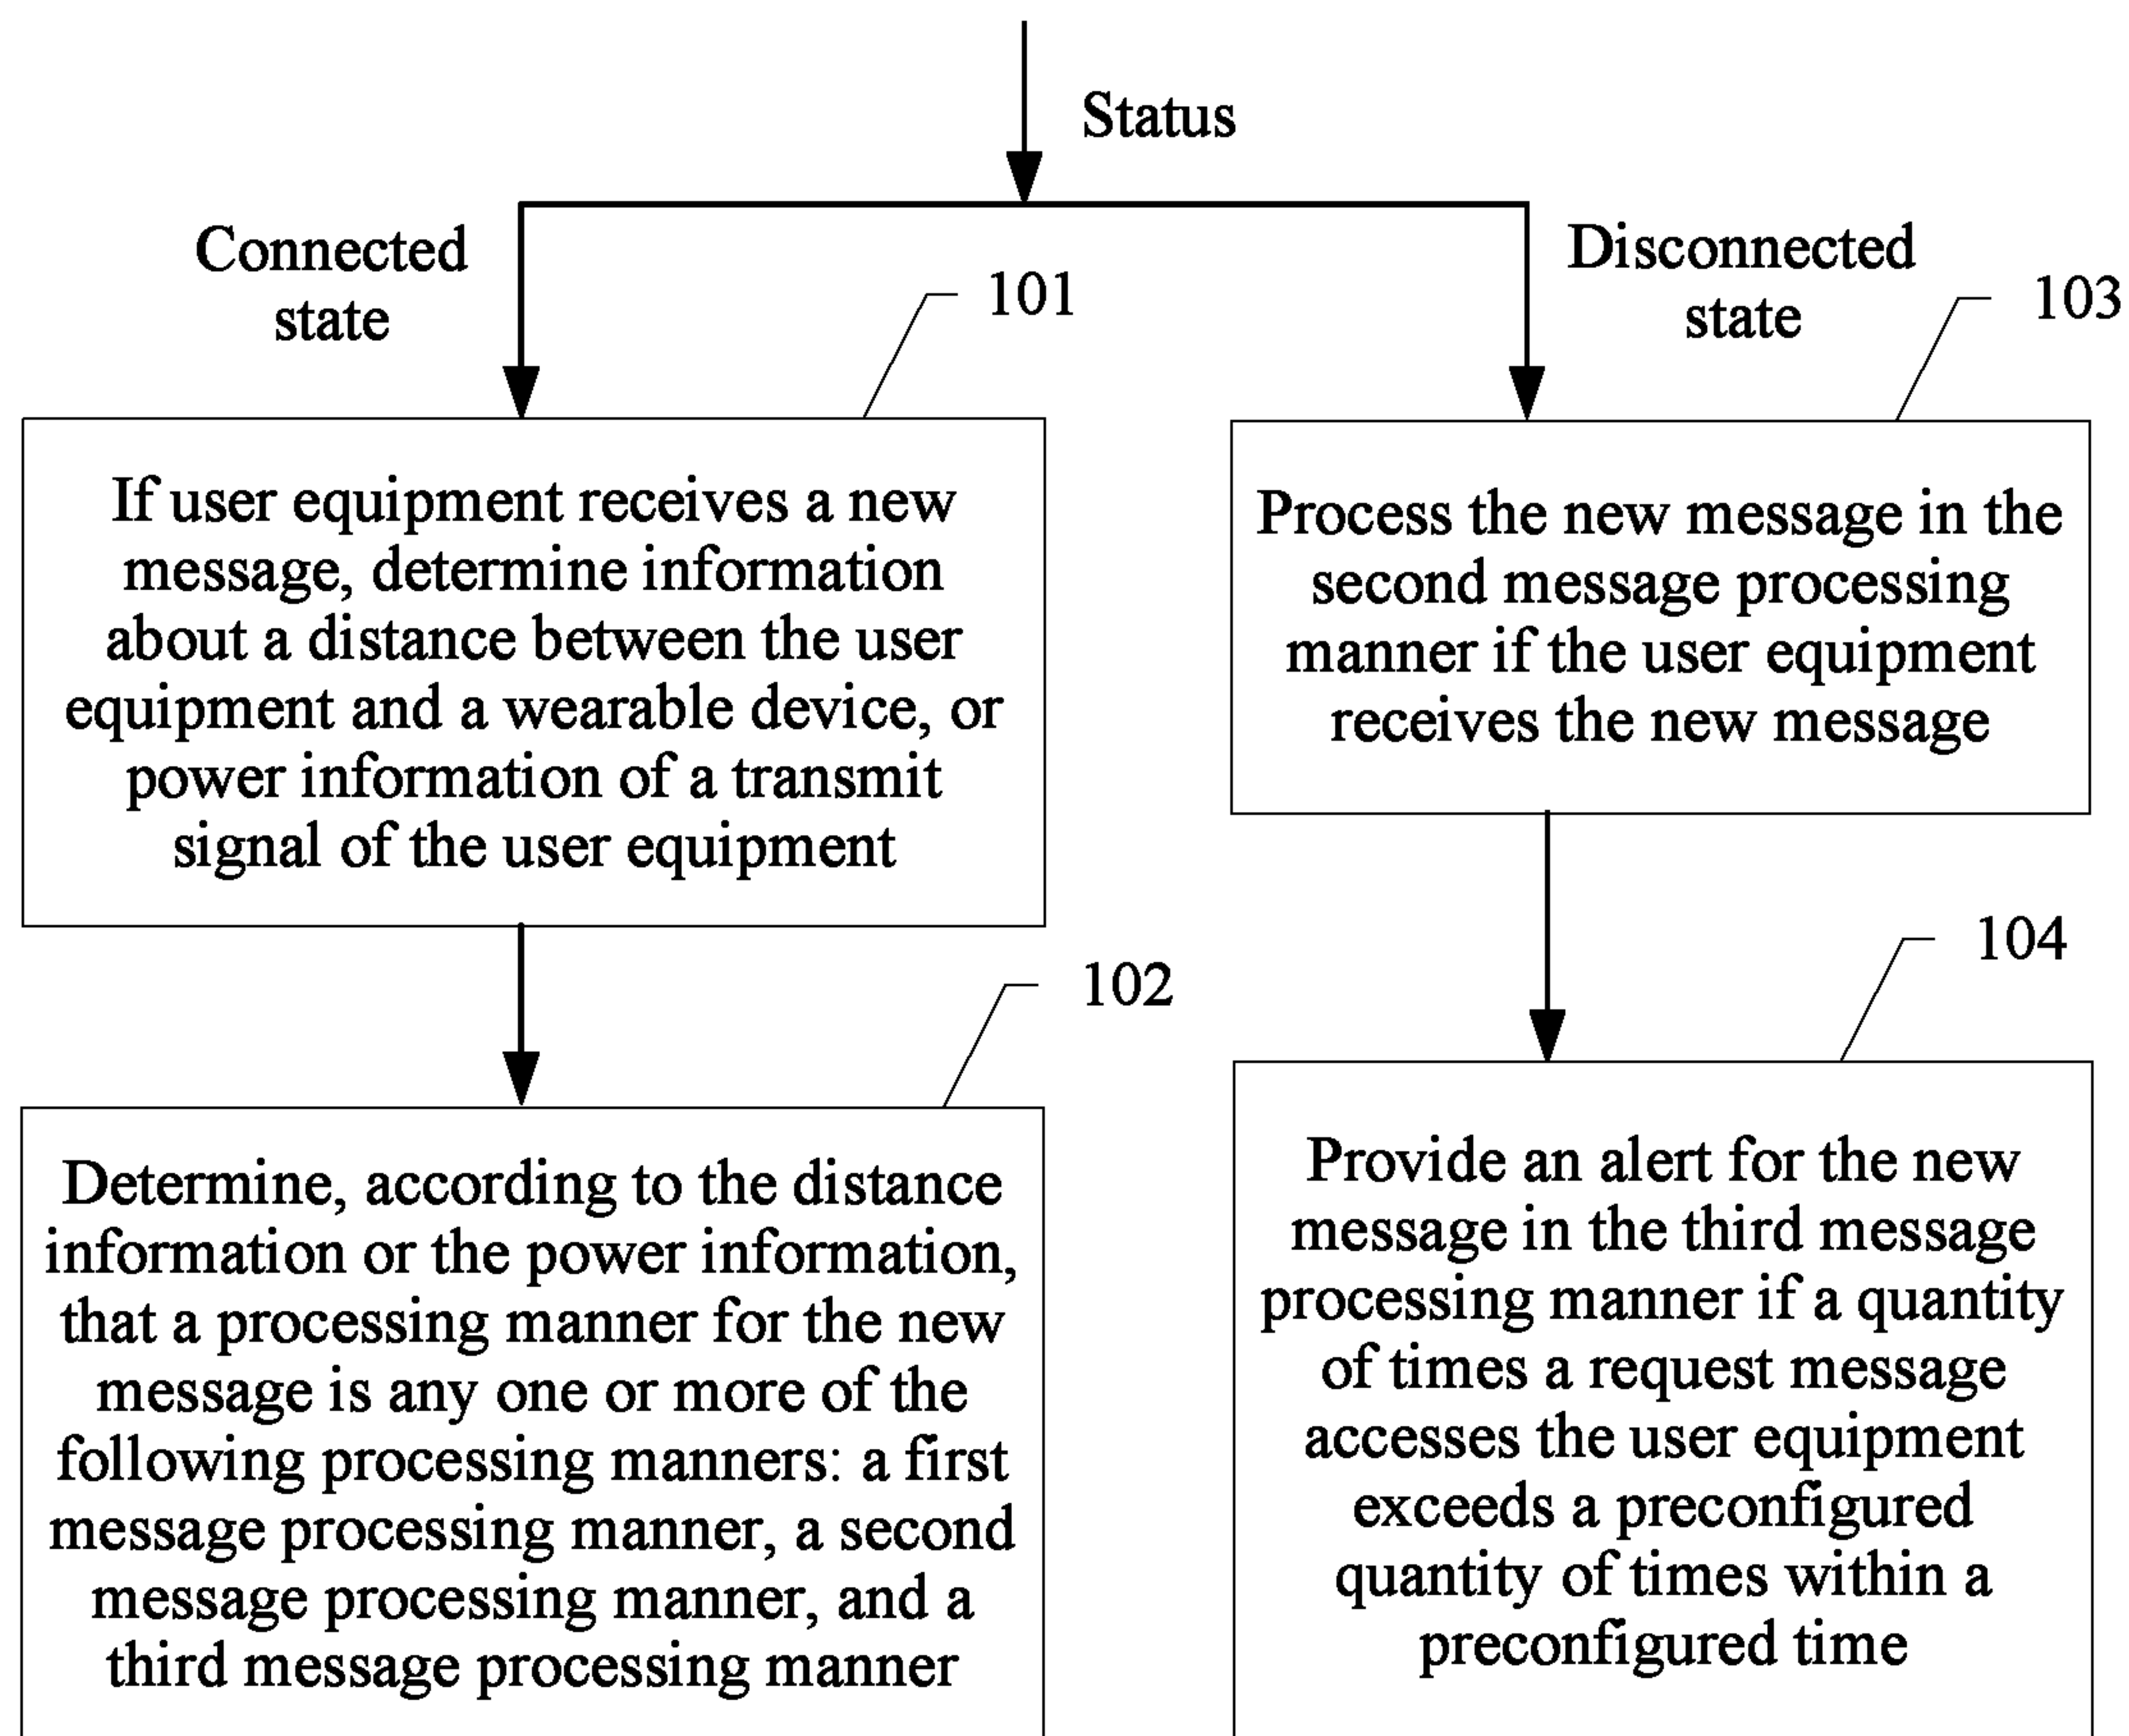 Status
Connected
state
101
Disconnected
state
103
If user equipment receives a new
message, determine information
about a distance between the user
equipment and a wearable device, or
power information of a transmit
signal of the user equipment
Process the new message in the
second message processing
manner if the user equipment
receives the new message
102
104
Determine, according to the distance
information or the power information,
that a processing manner for the new
message is any one or more of the
following processing manners: a first
message processing manner, a second
message processing manner, and a
third message processing manner
Provide an alert for the new
message in the third message
processing manner if a quantity
of times a request message
accesses the user equipment
exceeds a preconfigured
quantity of times within a
preconfigured time